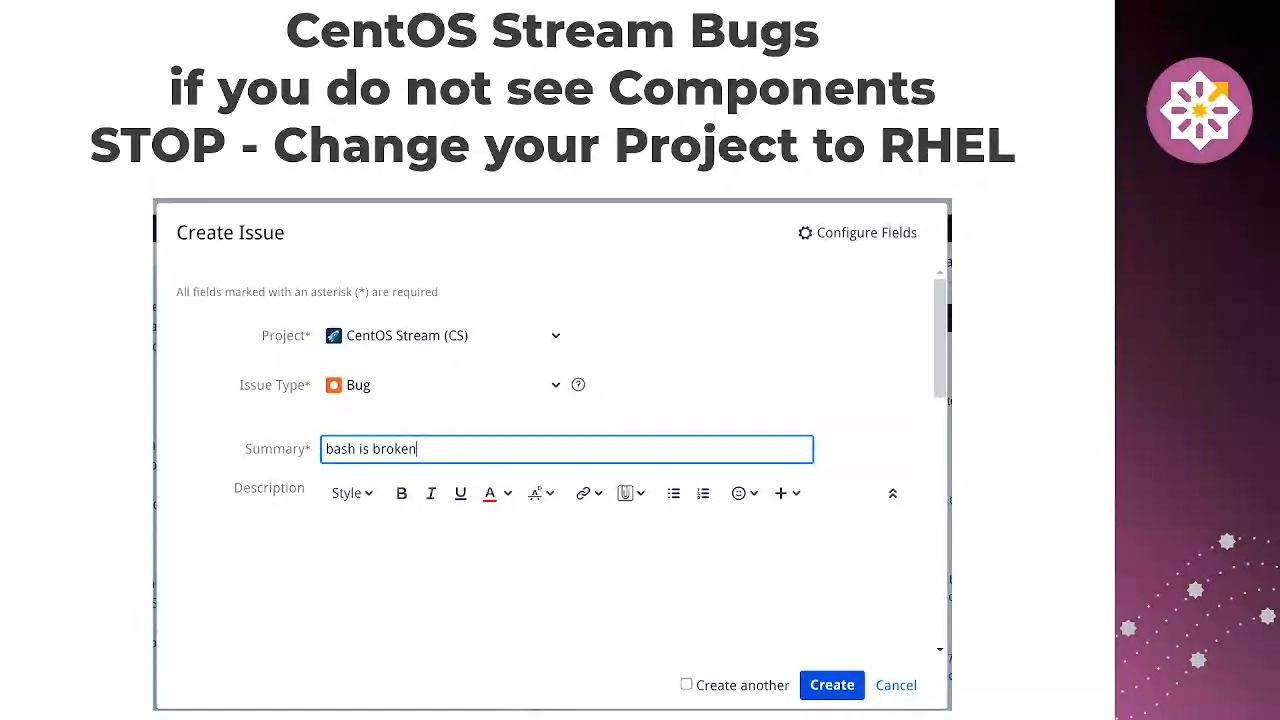 CentOS Stream Bugs
if you do not see Components
STOP - Change your Project to RHEL
Create Issue
Configure Fields
All fields marked with an asterisk (*) are required
Project*
CentOS Stream (CS)
Issue Type*
Bug
Summary*
bash is broken
Description
Style
B I U A
Create another
Create
Cancel